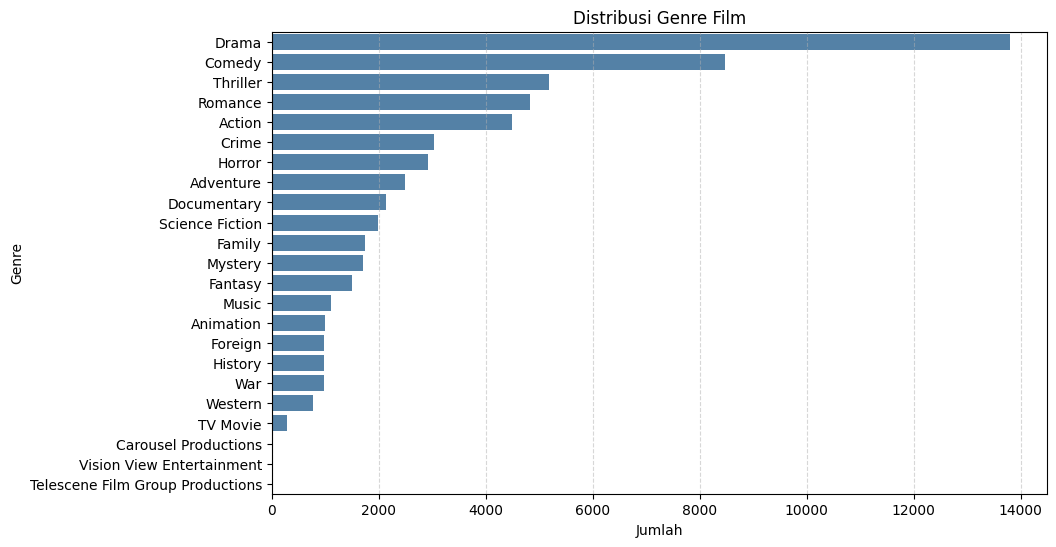 Distribusi Genre Film
Genre
Drama
Comedy
Thriller
Romance
Action
Crime
Horror
Adventure
Documentary
Science Fiction
Family
Mystery
Fantasy
Music
Animation
Foreign
History
War
Western
TV Movie
Carousel Productions
Vision View Entertainment
Telescene Film Group Productions
0 2000 4000 6000 8000 10000 12000 14000
Jumlah